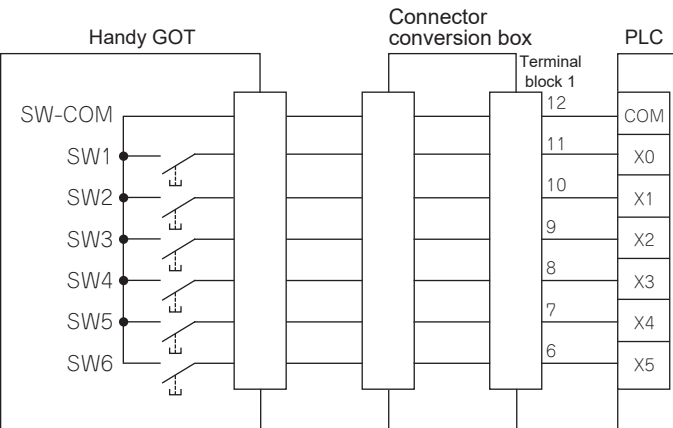 Handy GOT
Connector
conversion box
PLC
Terminal
block 1
SW-COM
12
COM
SW1
11
X0
SW2
10
X1
SW3
9
X2
SW4
8
X3
SW5
7
X4
SW6
6
X5